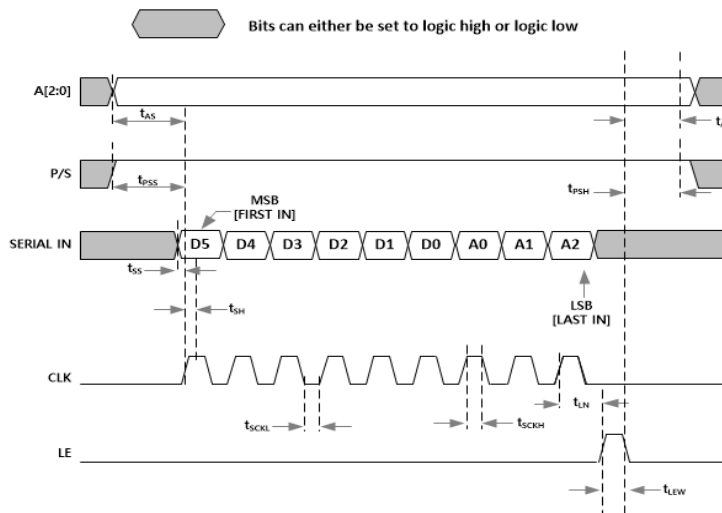 Bits can either be set to logic high or logic low
A[2:0]
tAS
P/S
tPSS
tPSH
MSB
[FIRST IN]
SERIAL IN
D5 D4 D3 D2 D1 D0 A0 A1 A2
tSS
tSH
LSB
[LAST IN]
CLK
tSCKL
tSCKH
tLN
LE
tLEW